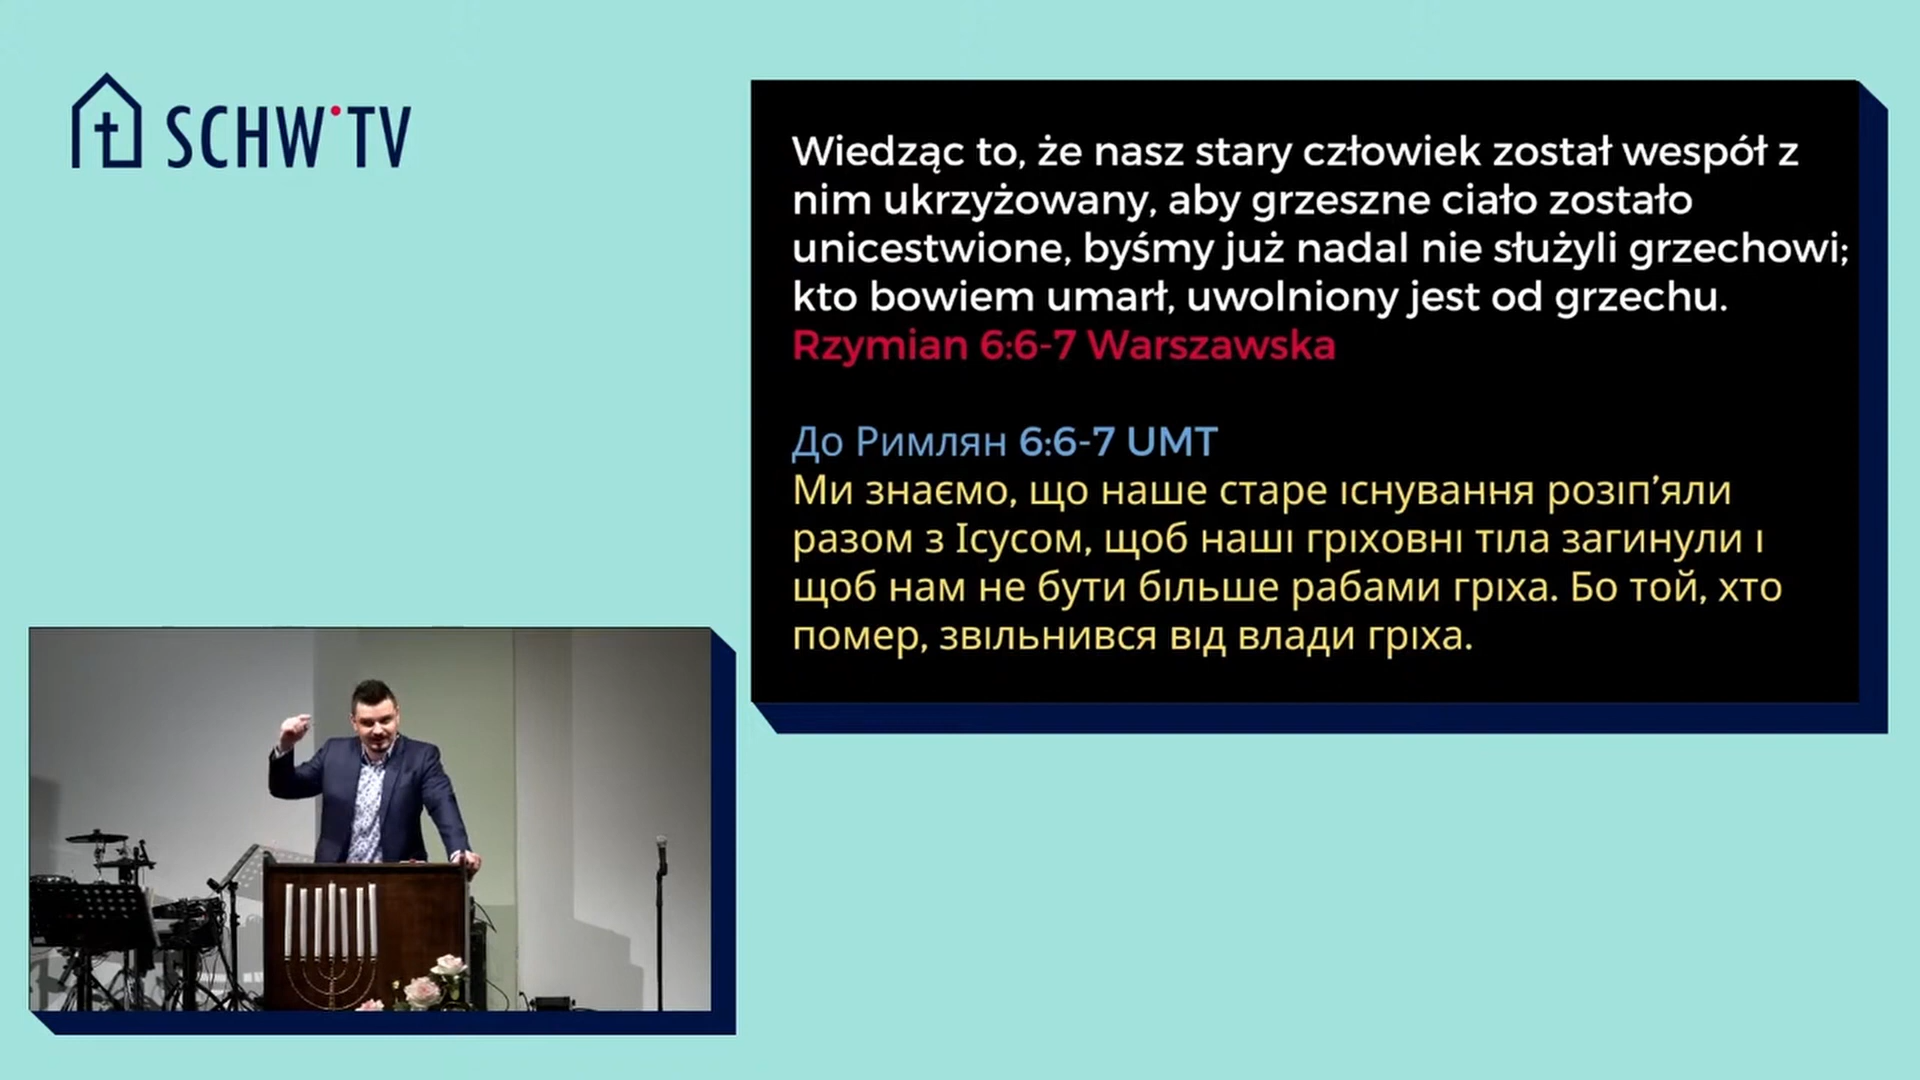 SCHW•TV
Wiedząc to, że nasz stary człowiek został wespół z
nim ukrzyżowany, aby grzeszne ciało zostało
unicestwione, byśmy już nadal nie służyli grzechowi;
kto bowiem umarł, uwolniony jest od grzechu.
Rzymian 6:6-7 Warszawska
До Римлян 6:6-7 UMT
Ми знаємо, що наше старе існування розіп’яли
разом з Ісусом, щоб наші гріховні тіла загинули і
щоб нам не бути більше рабами гріха. Бо той, хто
помер, звільнився від влади гріха.